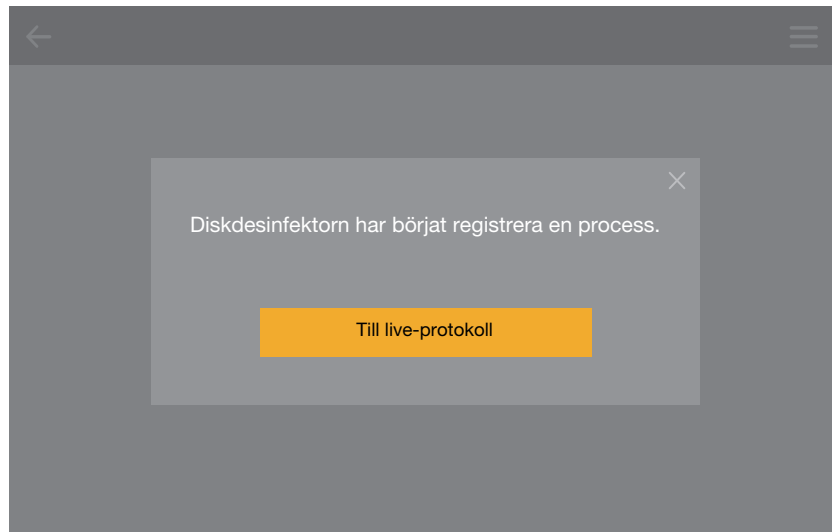 Diskdesinfektorn har börjat registrera en process.
Till live-protokoll